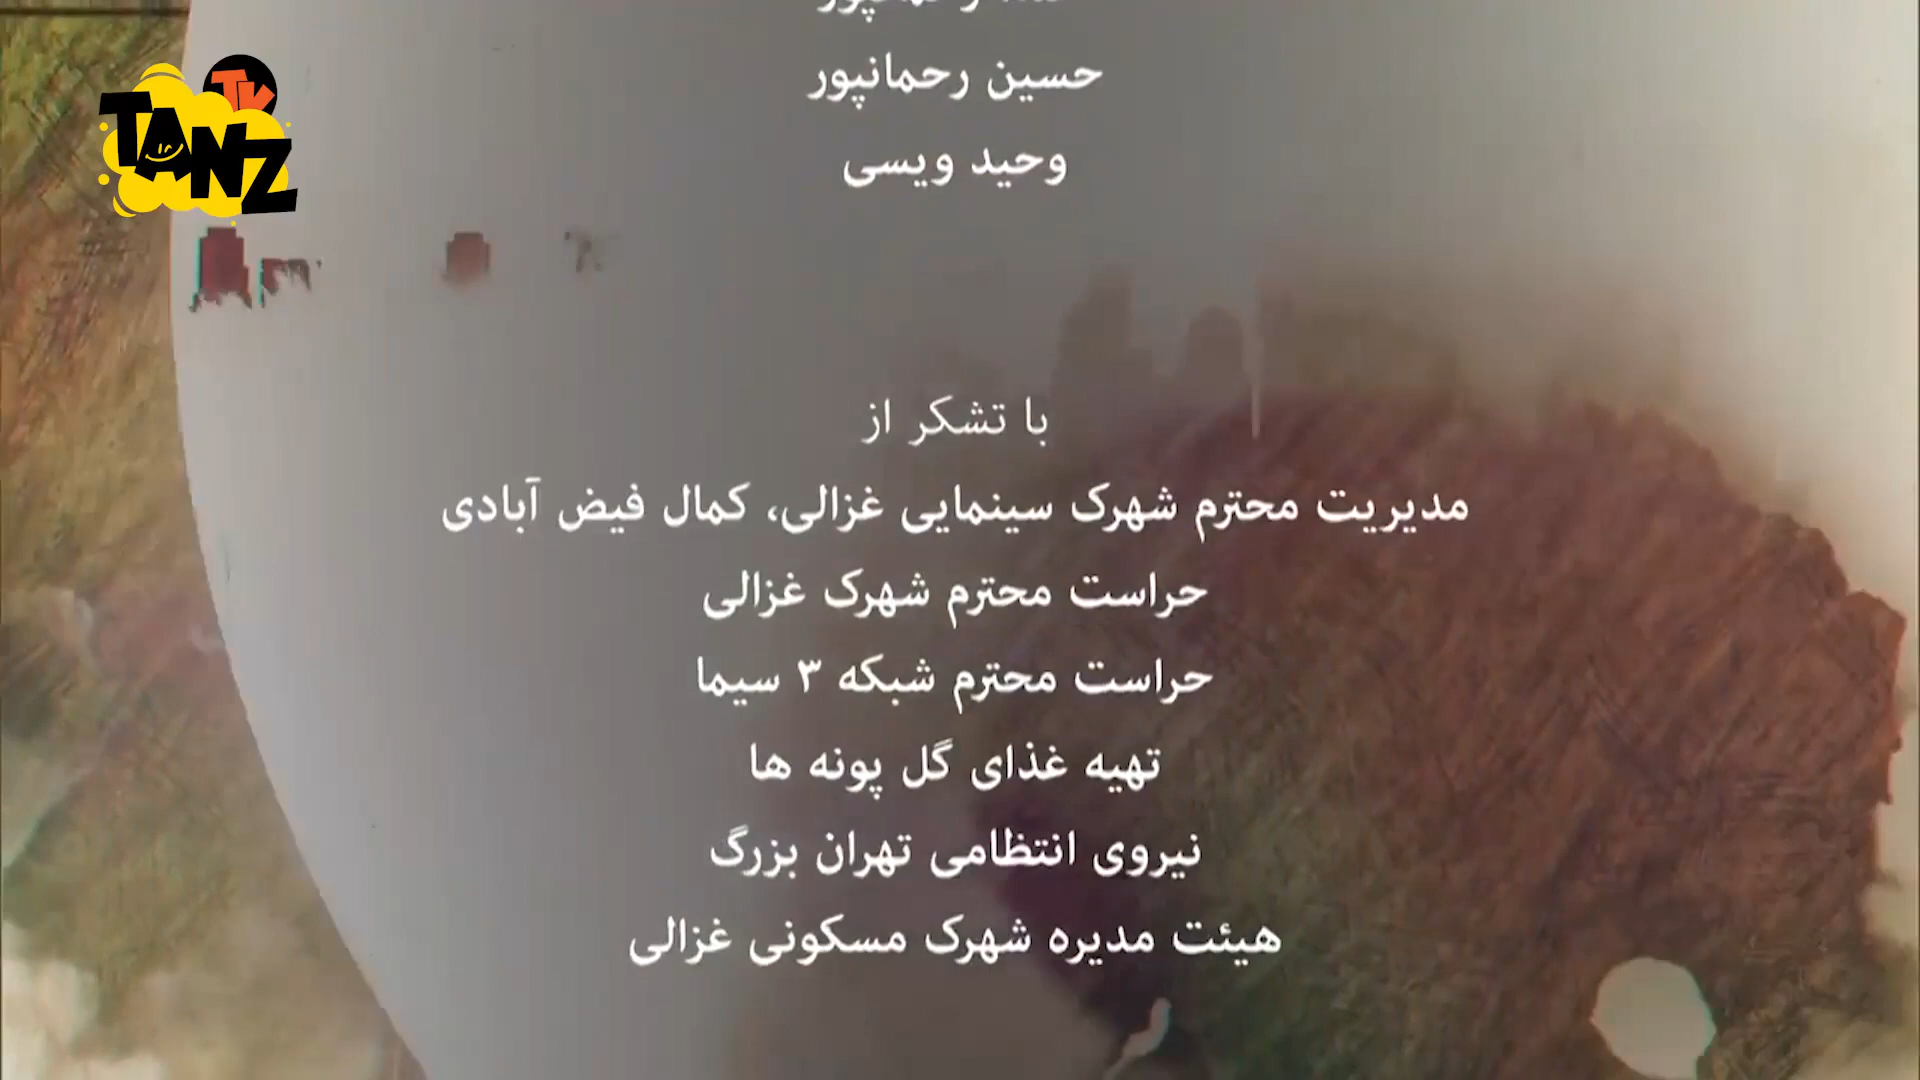 TV
TANZ
رحمانپور
حسین رحمانپور
وحید ویسی
با تشکر از
مدیریت محترم شهرک سینمایی غزالی، کمال فیض آبادی
حراست محترم شهرک غزالی
حراست محترم شبکه ۳ سیما
تهیه غذای گل پونه ها
نیروی انتظامی تهران بزرگ
هیئت مدیره شهرک مسکونی غزالی